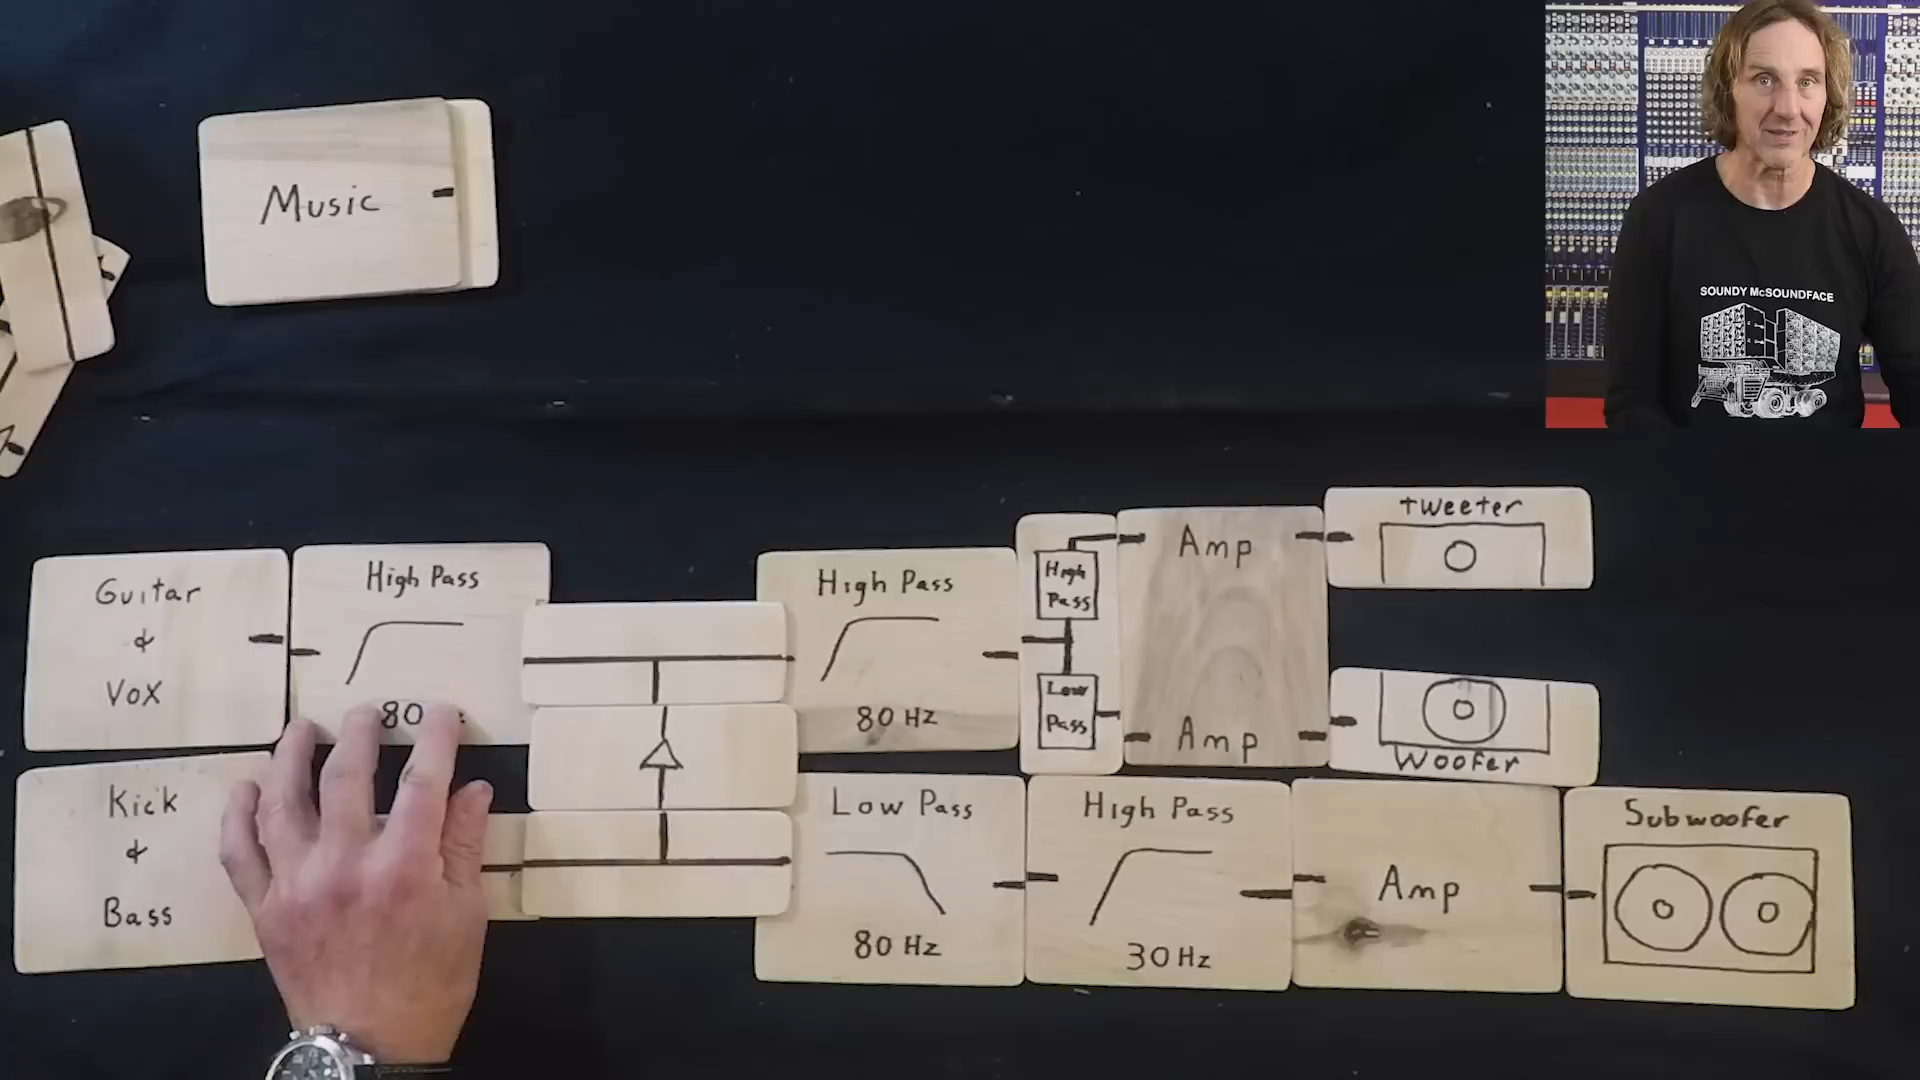 Music
SOUNDY McSOUNDFACE
Guitar
&
Vox
High Pass
80
High Pass
80 Hz
High
Pass
Low
Pass
Amp
Amp
tweeter
Woofer
Kick
&
Bass
Low Pass
80 Hz
High Pass
30 Hz
Amp
Subwoofer